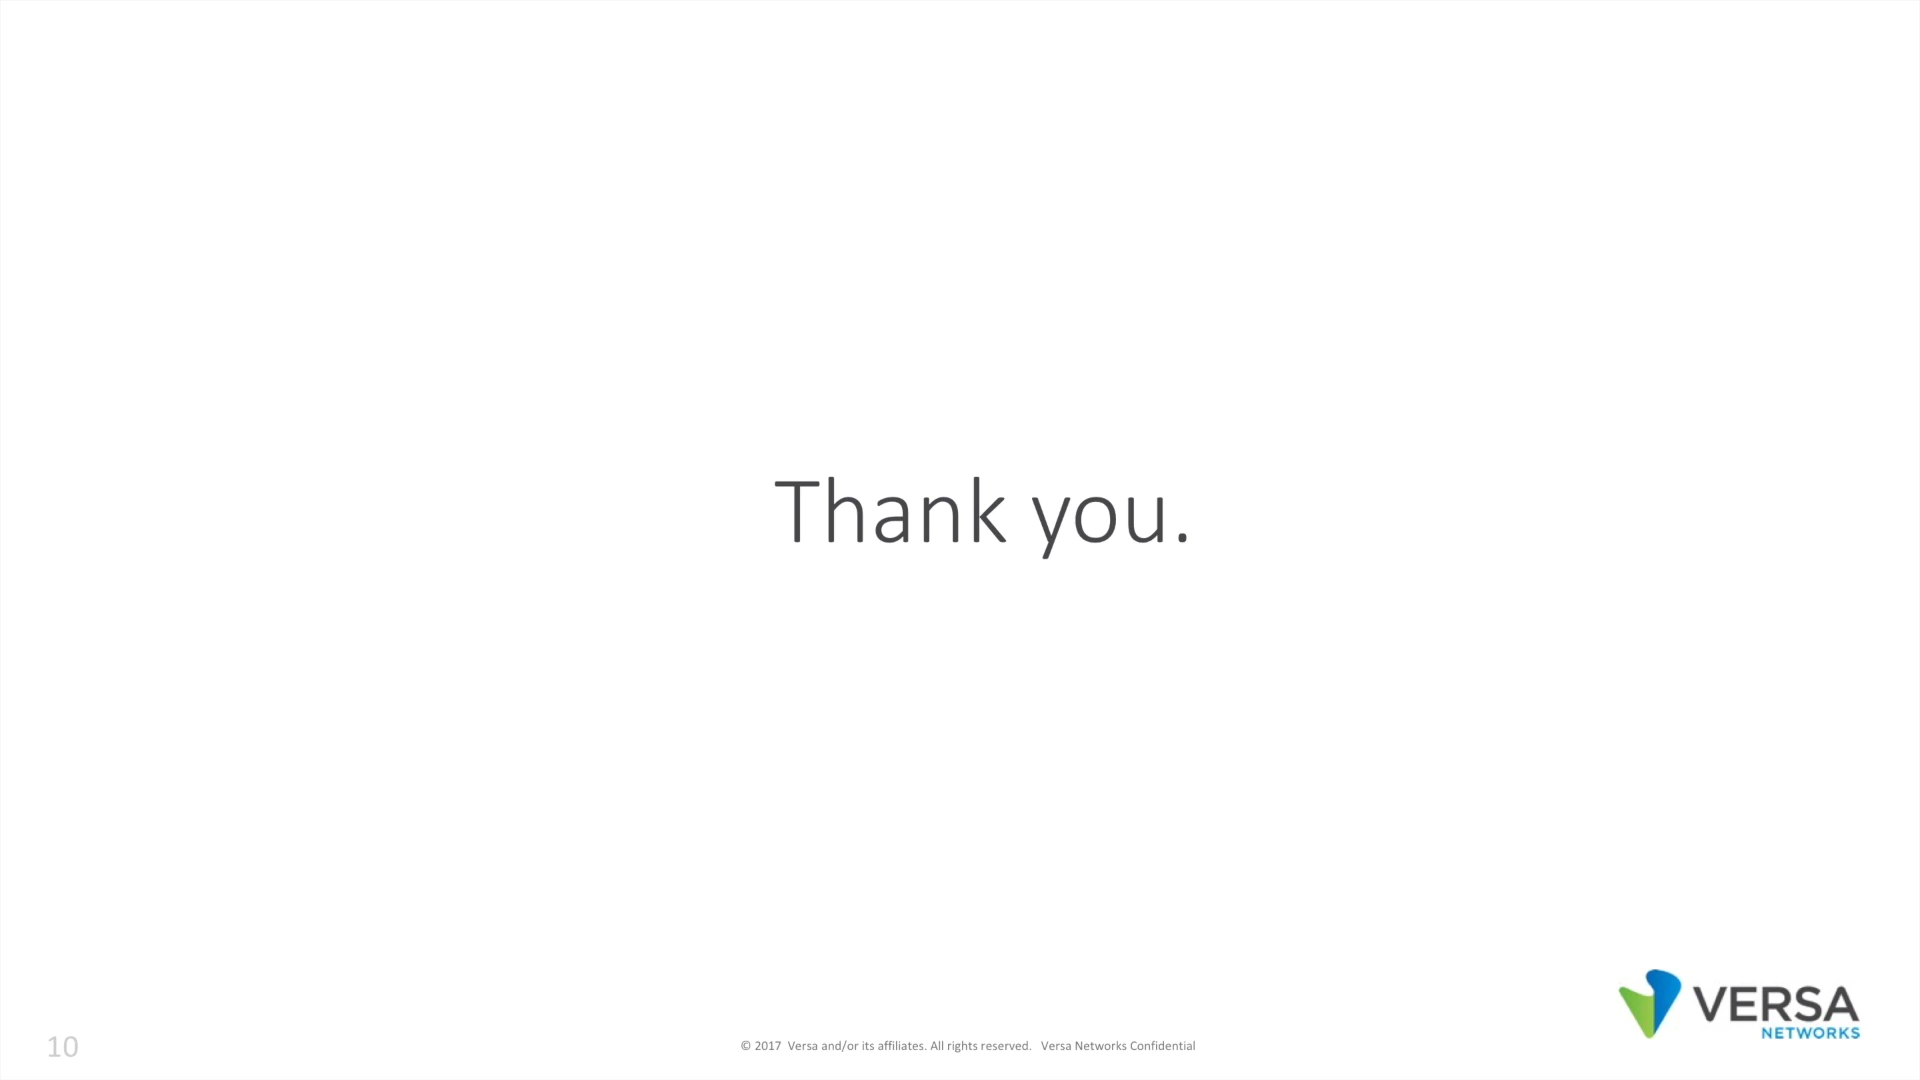 Thank you.
VERSA
NETWORKS
10
© 2017 Versa and/or its affiliates. All rights reserved. Versa Networks Confidential